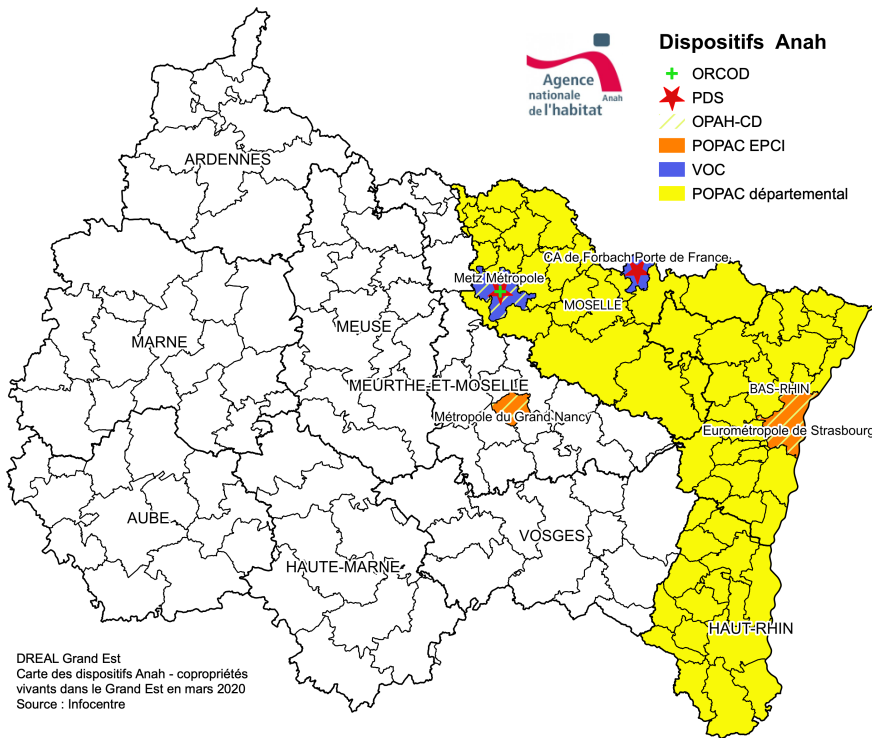 Dispositifs Anah
ORCOD
PDS
OPAH-CD
POPAC EPCI
VOC
POPAC départemental
Agence
nationale
de l'habitat
Anah
ARDENNES
CA de Forbach Porte de France
Metz Métropole
MOSELLE
MEUSE
MARNE
MEURTHE-ET-MOSELLE
BAS-RHIN
Métropole du Grand Nancy
Eurométropole de Strasbourg
AUBE
VOSGES
HAUTE-MARNE
HAUT-RHIN
DREAL Grand Est
Carte des dispositifs Anah - copropriétés
vivants dans le Grand Est en mars 2020
Source : Infocentre